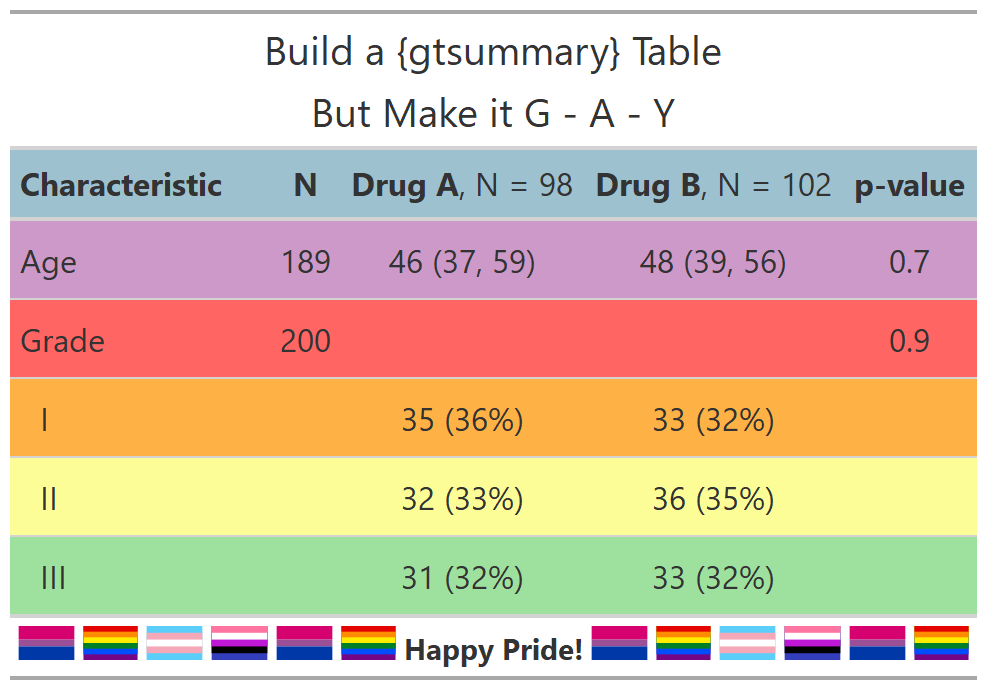 Build a {gtsummary} Table
But Make it G - A - Y
Characteristic N Drug A, N = 98 Drug B, N = 102 p-value
Age 189 46 (37, 59) 48 (39, 56) 0.7
Grade 200 0.9
I 35 (36%) 33 (32%)
II 32 (33%) 36 (35%)
III 31 (32%) 33 (32%)
Happy Pride!